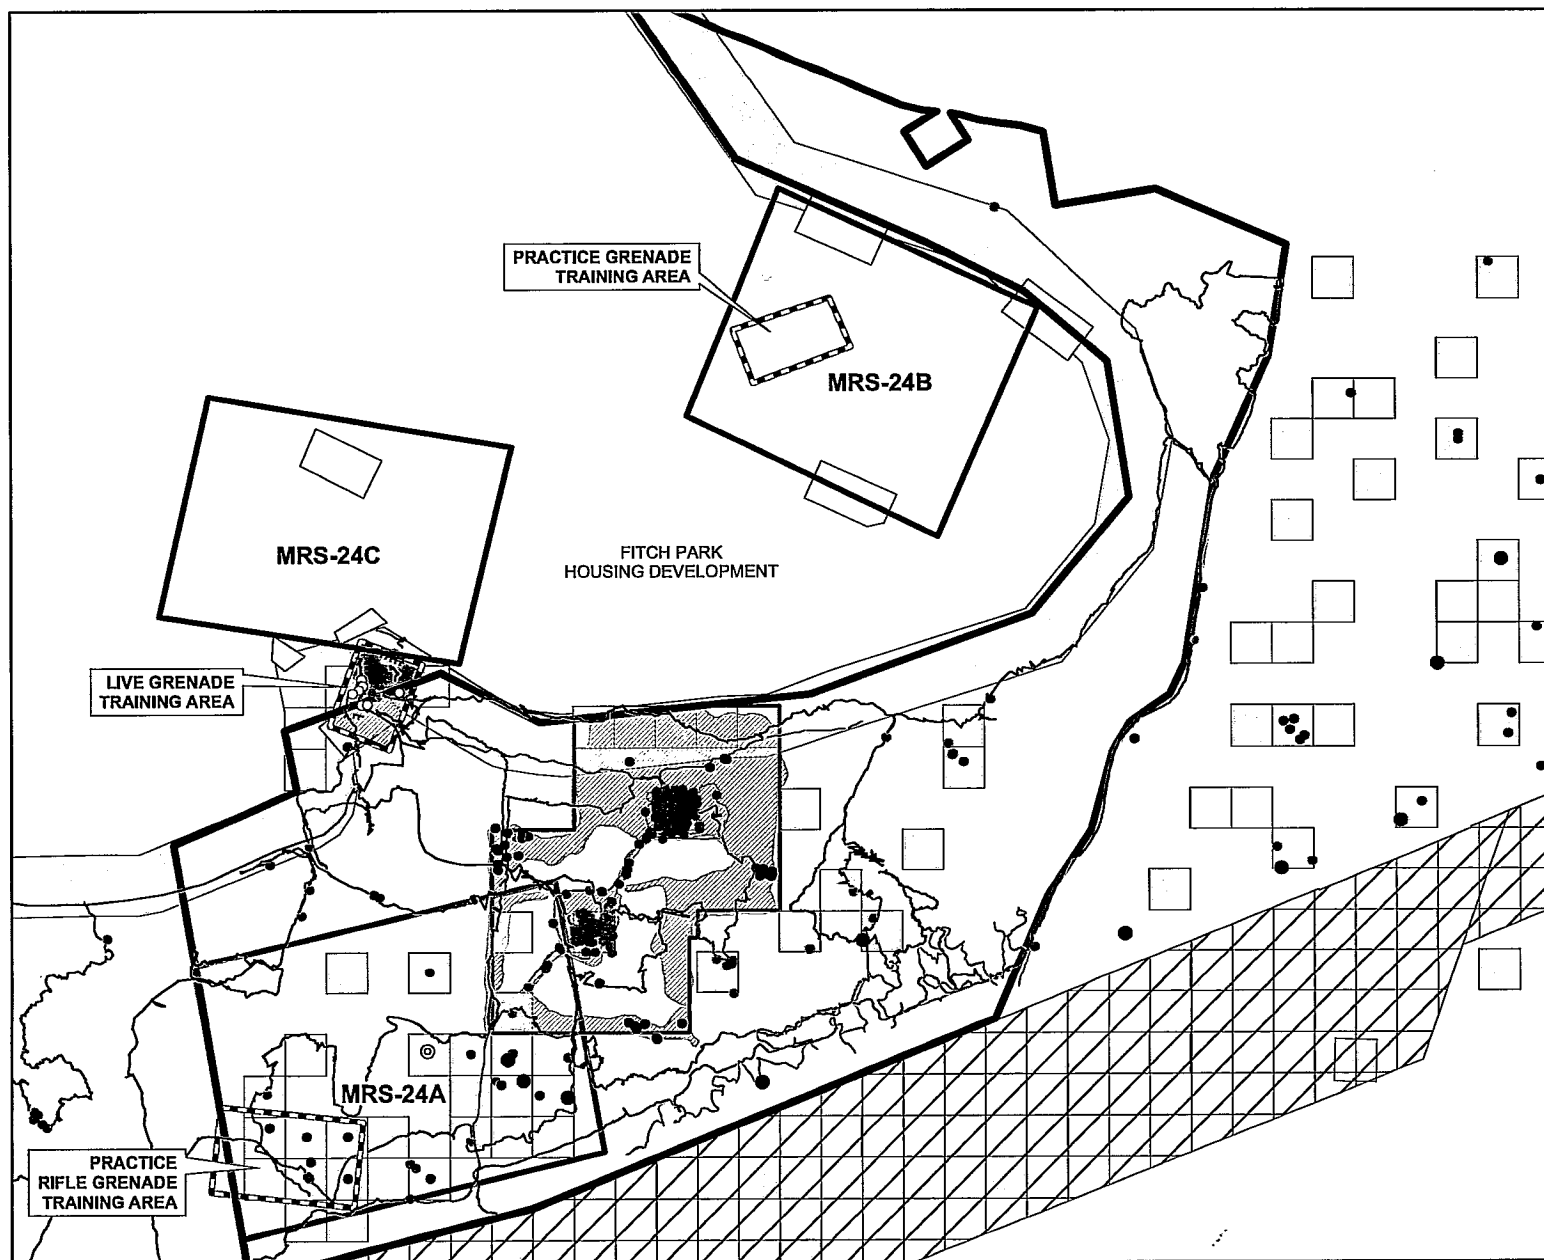 PRACTICE GRENADE
TRAINING AREA
MRS-24B
MRS-24C
FITCH PARK
HOUSING DEVELOPMENT
LIVE GRENADE
TRAINING AREA
MRS-24A
PRACTICE
RIFLE GRENADE
TRAINING AREA